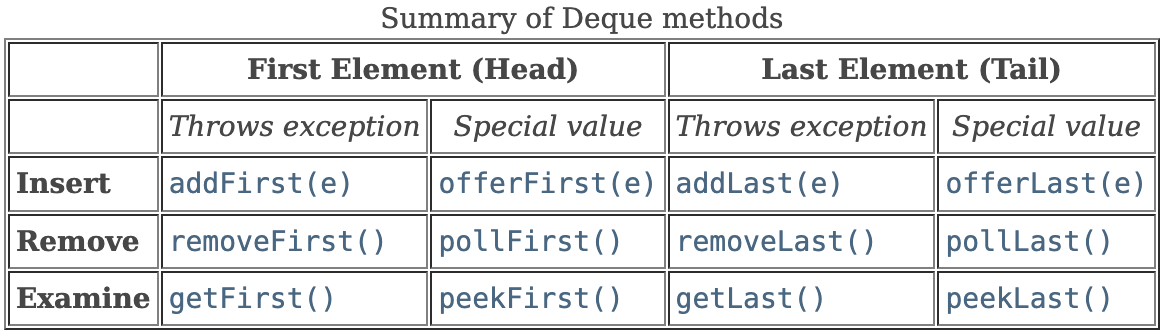 Summary of Deque methods
First Element (Head) Last Element (Tail)
Throws exception Special value Throws exception Special value
Insert addFirst(e) offerFirst(e) addLast(e) offerLast(e)
Remove removeFirst() pollFirst() removeLast() pollLast()
Examine getFirst() peekFirst() getLast() peekLast()